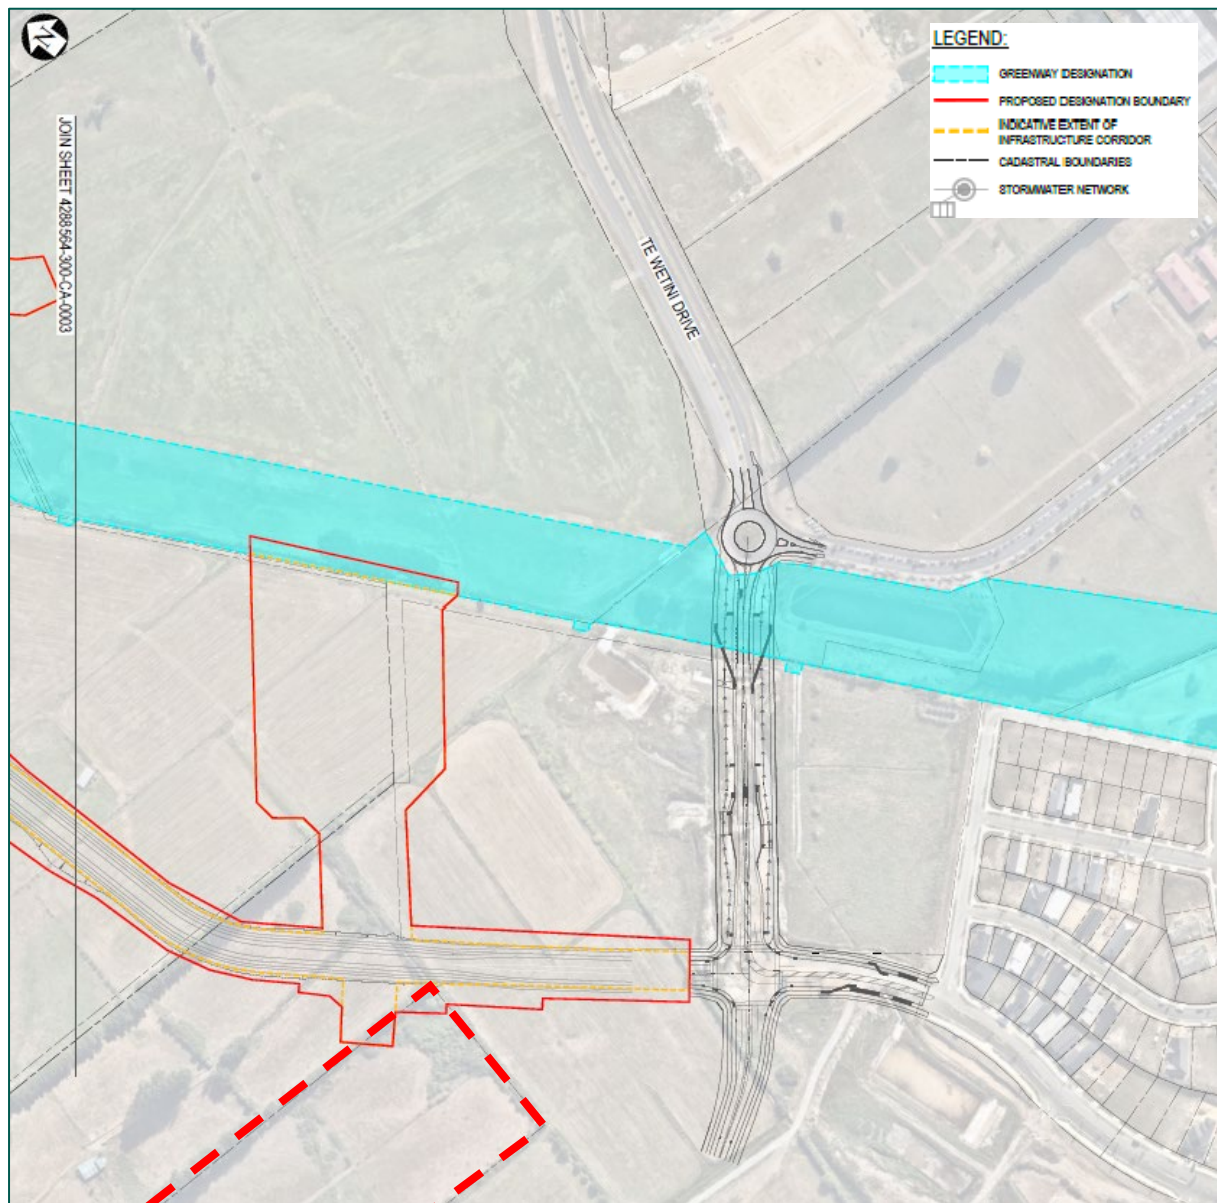 LEGEND:
GREENWAY DESIGNATION
PROPOSED DESIGNATION BOUNDARY
INDICATIVE EXTENT OF
INFRASTRUCTURE CORRIDOR
CADASTRAL BOUNDARIES
STORMWATER NETWORK
JOIN SHEET 4288564-300-CA-0003
TE WETINI DRIVE